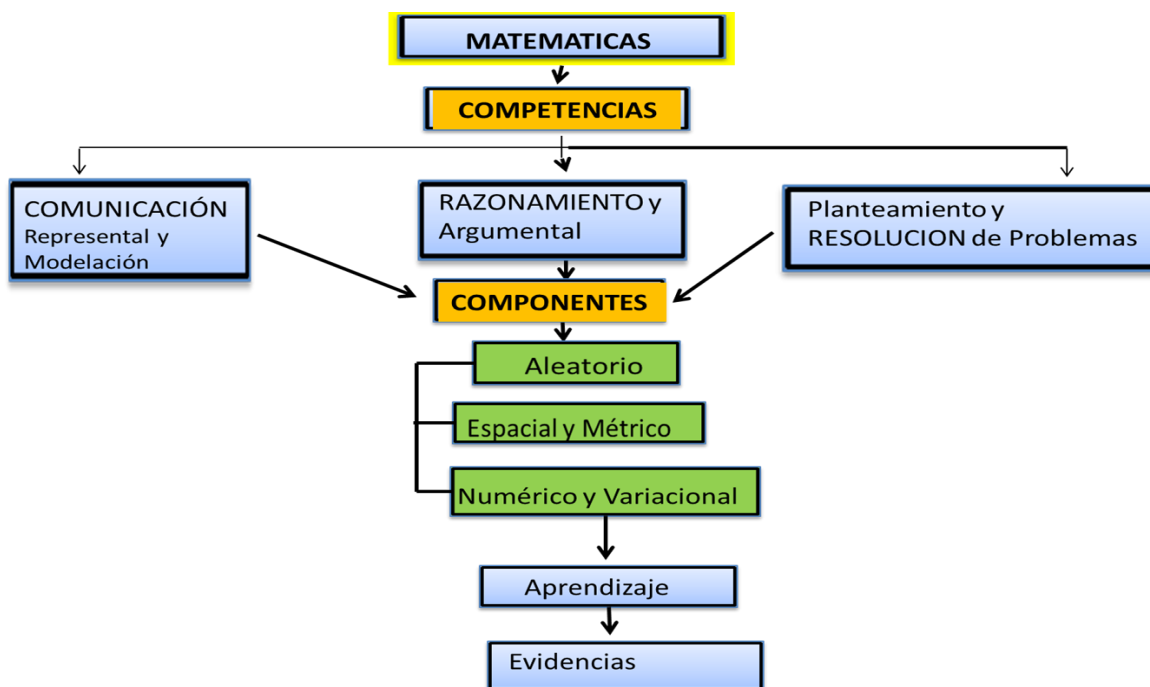 MATEMATICAS
COMPETENCIAS
COMUNICACIÓN
Represental y
Modelación
RAZONAMIENTO y
Argumental
Planteamiento y
RESOLUCION de Problemas
COMPONENTES
Aleatorio
Espacial y Métrico
Numérico y Variacional
Aprendizaje
Evidencias